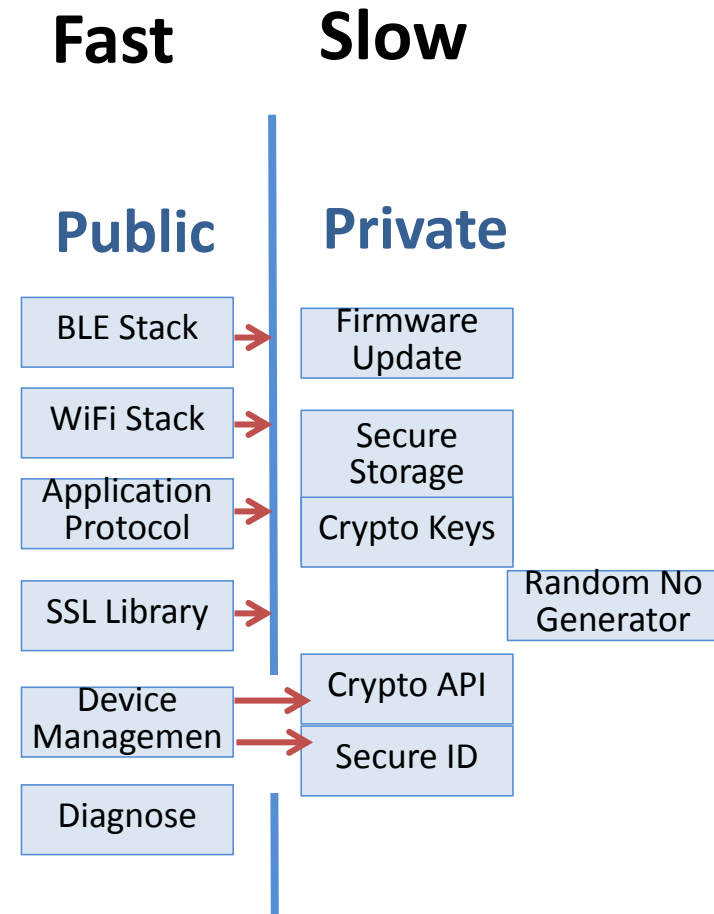 Fast
Slow
Public
Private
BLE Stack
Firmware
Update
WiFi Stack
Secure
Storage
Application
Protocol
Crypto Keys
SSL Library
Random No
Generator
Crypto API
Device
Managemen
Secure ID
Diagnose